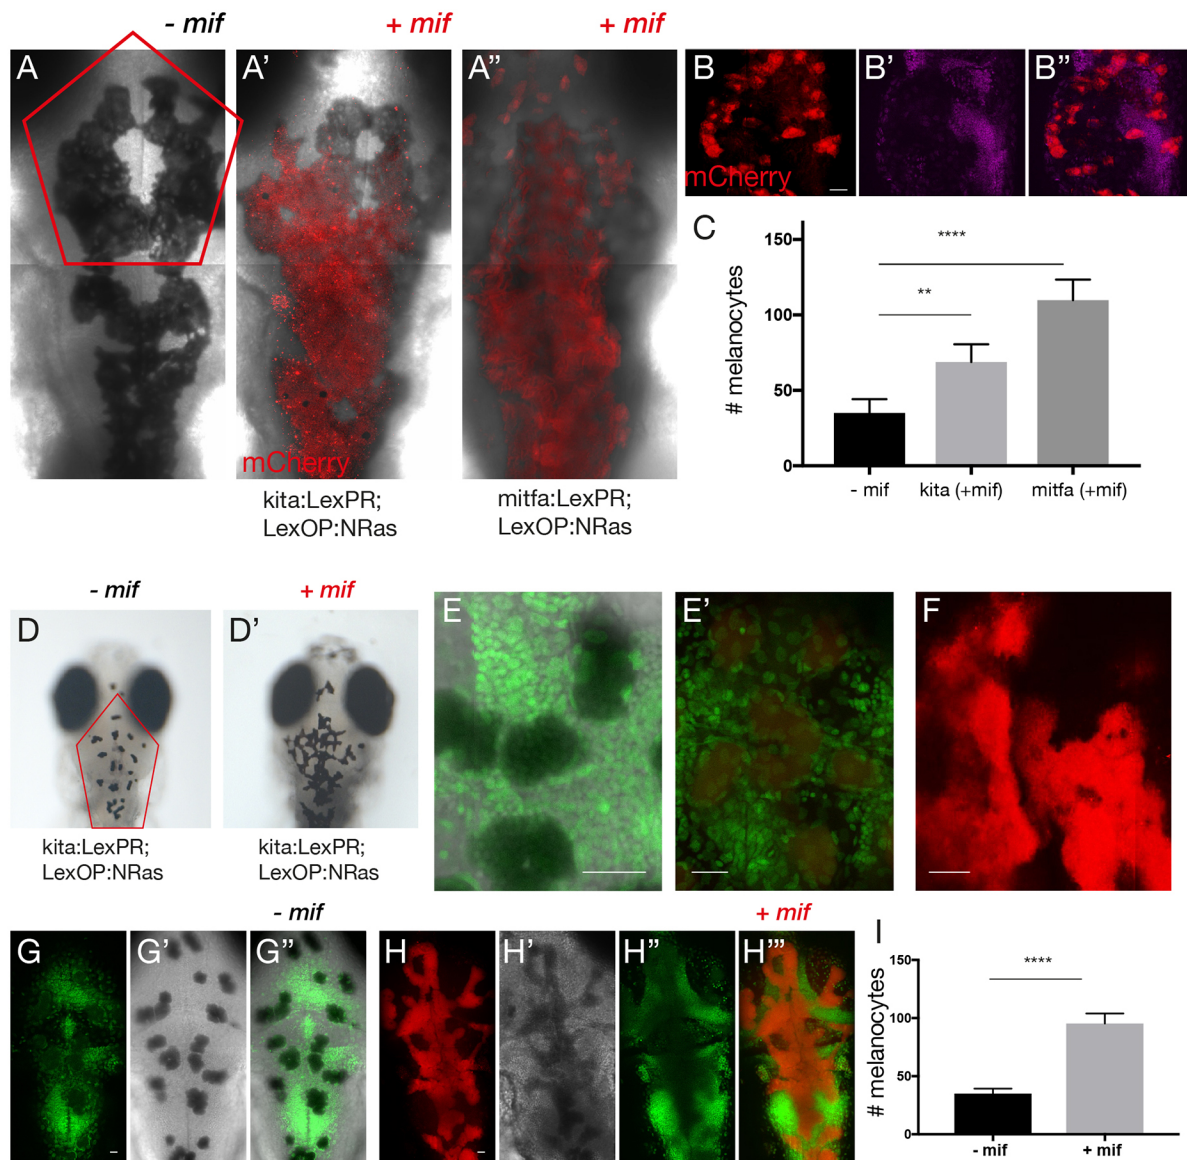 - mif
+ mif
+ mif
A
A’
A”
mCherry
kita:LexPR;
LexOP:NRas
mitfa:LexPR;
LexOP:NRas
B
B’
B”
mCherry
C
# melanocytes
150
100
50
0
****
**
- mif
kita (+mif)
mitfa (+mif)
- mif
+ mif
D
D’
kita:LexPR;
LexOP:NRas
kita:LexPR;
LexOP:NRas
E
E’
F
- mif
+ mif
G
G’
G”
H
H’
H”
H”’
I
# melanocytes
150
100
50
0
****
- mif
+ mif